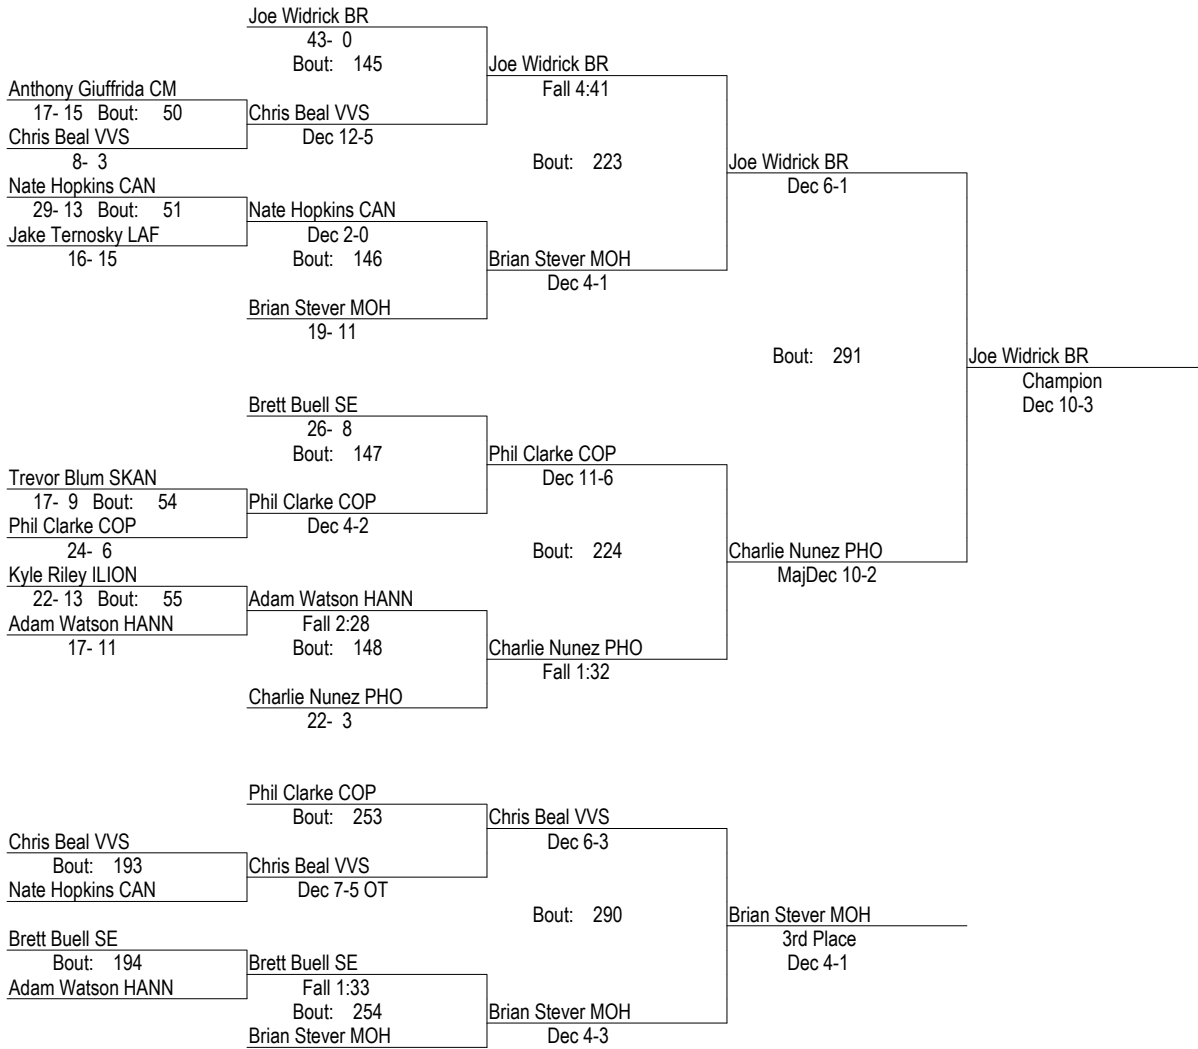 Joe Widrick BR
43- 0
Bout: 145
Joe Widrick BR
Anthony Giuffrida CM
Fall 4:41
17- 15 Bout: 50
Chris Beal VVS
Chris Beal VVS
Dec 12-5
8- 3
Bout: 223
Joe Widrick BR
Nate Hopkins CAN
Dec 6-1
29- 13 Bout: 51
Nate Hopkins CAN
Jake Ternosky LAF
Dec 2-0
16- 15
Bout: 146
Brian Stever MOH
Dec 4-1
Brian Stever MOH
19- 11
Bout: 291
Joe Widrick BR
Champion
Dec 10-3
Brett Buell SE
26- 8
Bout: 147
Phil Clarke COP
Trevor Blum SKAN
Dec 11-6
17- 9 Bout: 54
Phil Clarke COP
Phil Clarke COP
Dec 4-2
24- 6
Bout: 224
Charlie Nunez PHO
Kyle Riley ILION
MajDec 10-2
22- 13 Bout: 55
Adam Watson HANN
Adam Watson HANN
Fall 2:28
17- 11
Bout: 148
Charlie Nunez PHO
Fall 1:32
Charlie Nunez PHO
22- 3
Phil Clarke COP
Bout: 253
Chris Beal VVS
Chris Beal VVS
Dec 6-3
Bout: 193
Chris Beal VVS
Nate Hopkins CAN
Dec 7-5 OT
Bout: 290
Brian Stever MOH
Brett Buell SE
3rd Place
Bout: 194
Brett Buell SE
Dec 4-1
Adam Watson HANN
Fall 1:33
Bout: 254
Brian Stever MOH
Brian Stever MOH
Dec 4-3